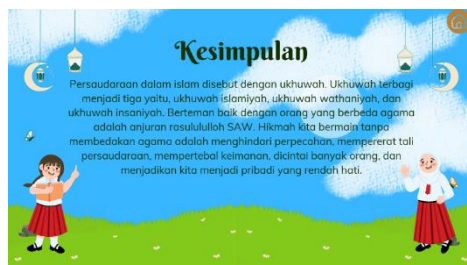 Kesimpulan
Persaudaraan dalam islam disebut dengan ukhuwah. Ukhuwah terbagi
menjadi tiga yaitu, ukhuwah islamiyah, ukhuwah wathaniyah, dan
ukhuwah insaniyah. Berteman baik dengan orang yang berbeda agama
adalah anjuran rasulululloh SAW. Hikmah kita bermain tanpa
membedakan agama adalah menghindari perpecahan, mempererat tali
persaudaraan, mempertebal keimanan, dicintai banyak orang, dan
menjadikan kita menjadi pribadi yang rendah hati.